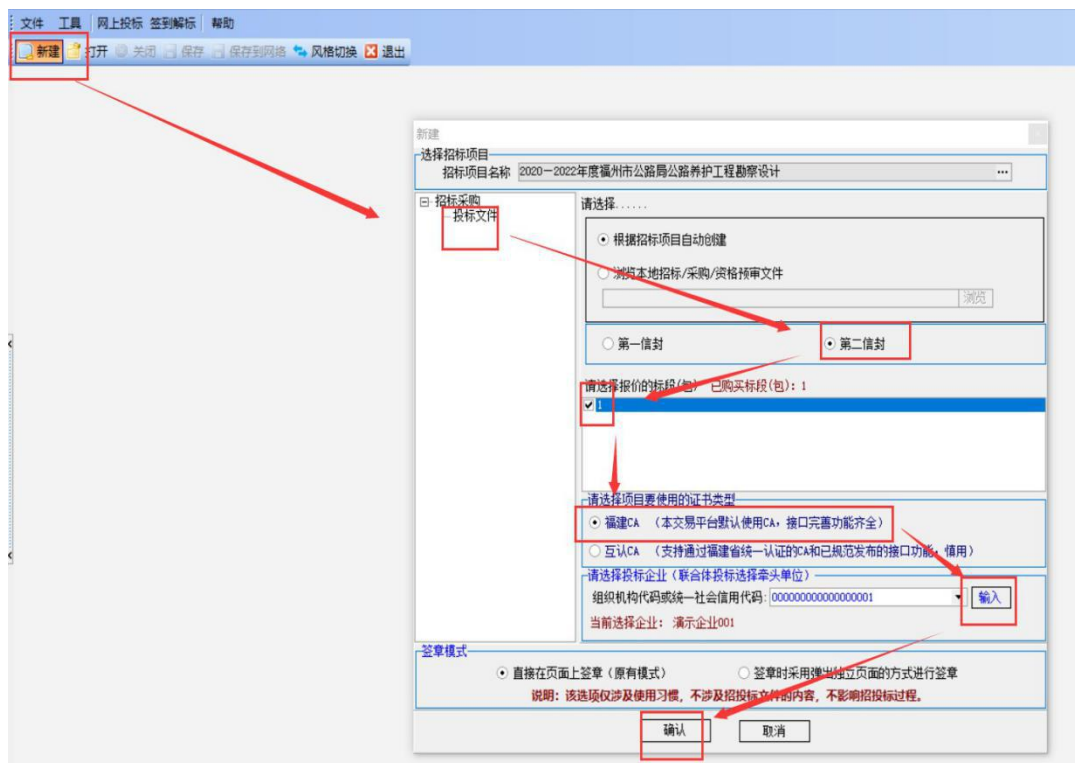 文件 工具 网上投标 签到解标 帮助
新建 打开 关闭 保存 保存到网络 风格切换 退出
新建
选择招标项目
招标项目名称 2020－2022年度福州市公路局公路养护工程勘察设计 ...
招标采购
投标文件
请选择......
根据招标项目自动创建
浏览本地招标/采购/资格预审文件
浏览
第一信封 第二信封
请选择报价的标段(包) 已购买标段(包): 1
1
请选择项目要使用的证书类型
福建CA （本交易平台默认使用CA，接口完善功能齐全）
互认CA （支持通过福建省统一认证的CA和已规范发布的接口功能，慎用）
请选择投标企业（联合体投标选择牵头单位）
组织机构代码或统一社会信用代码: 000000000000000001 输入
当前选择企业： 演示企业001
签章模式
直接在页面上签章（原有模式） 签章时采用弹出独立页面的方式进行签章
说明：该选项仅涉及使用习惯，不涉及招投标文件的内容，不影响招投标过程。
确认 取消